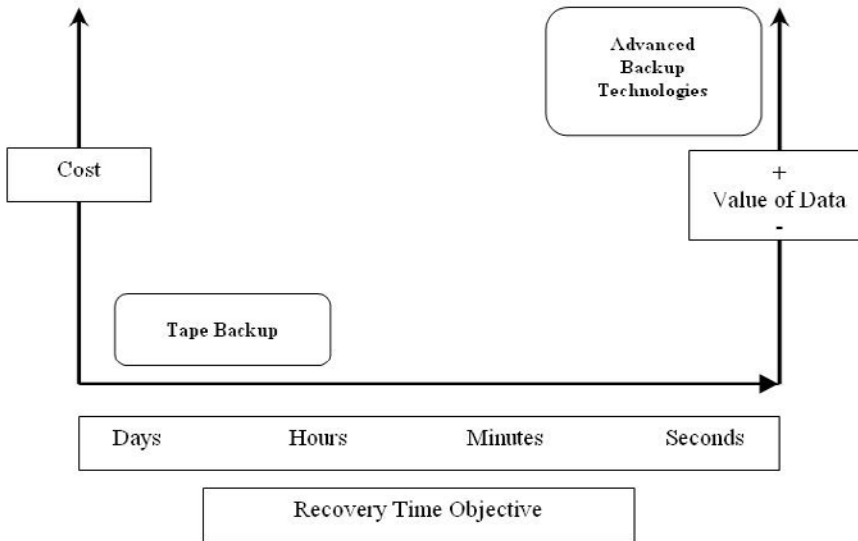 Advanced
Backup
Technologies
Cost
+
Value of Data
-
Tape Backup
Days Hours Minutes Seconds
Recovery Time Objective